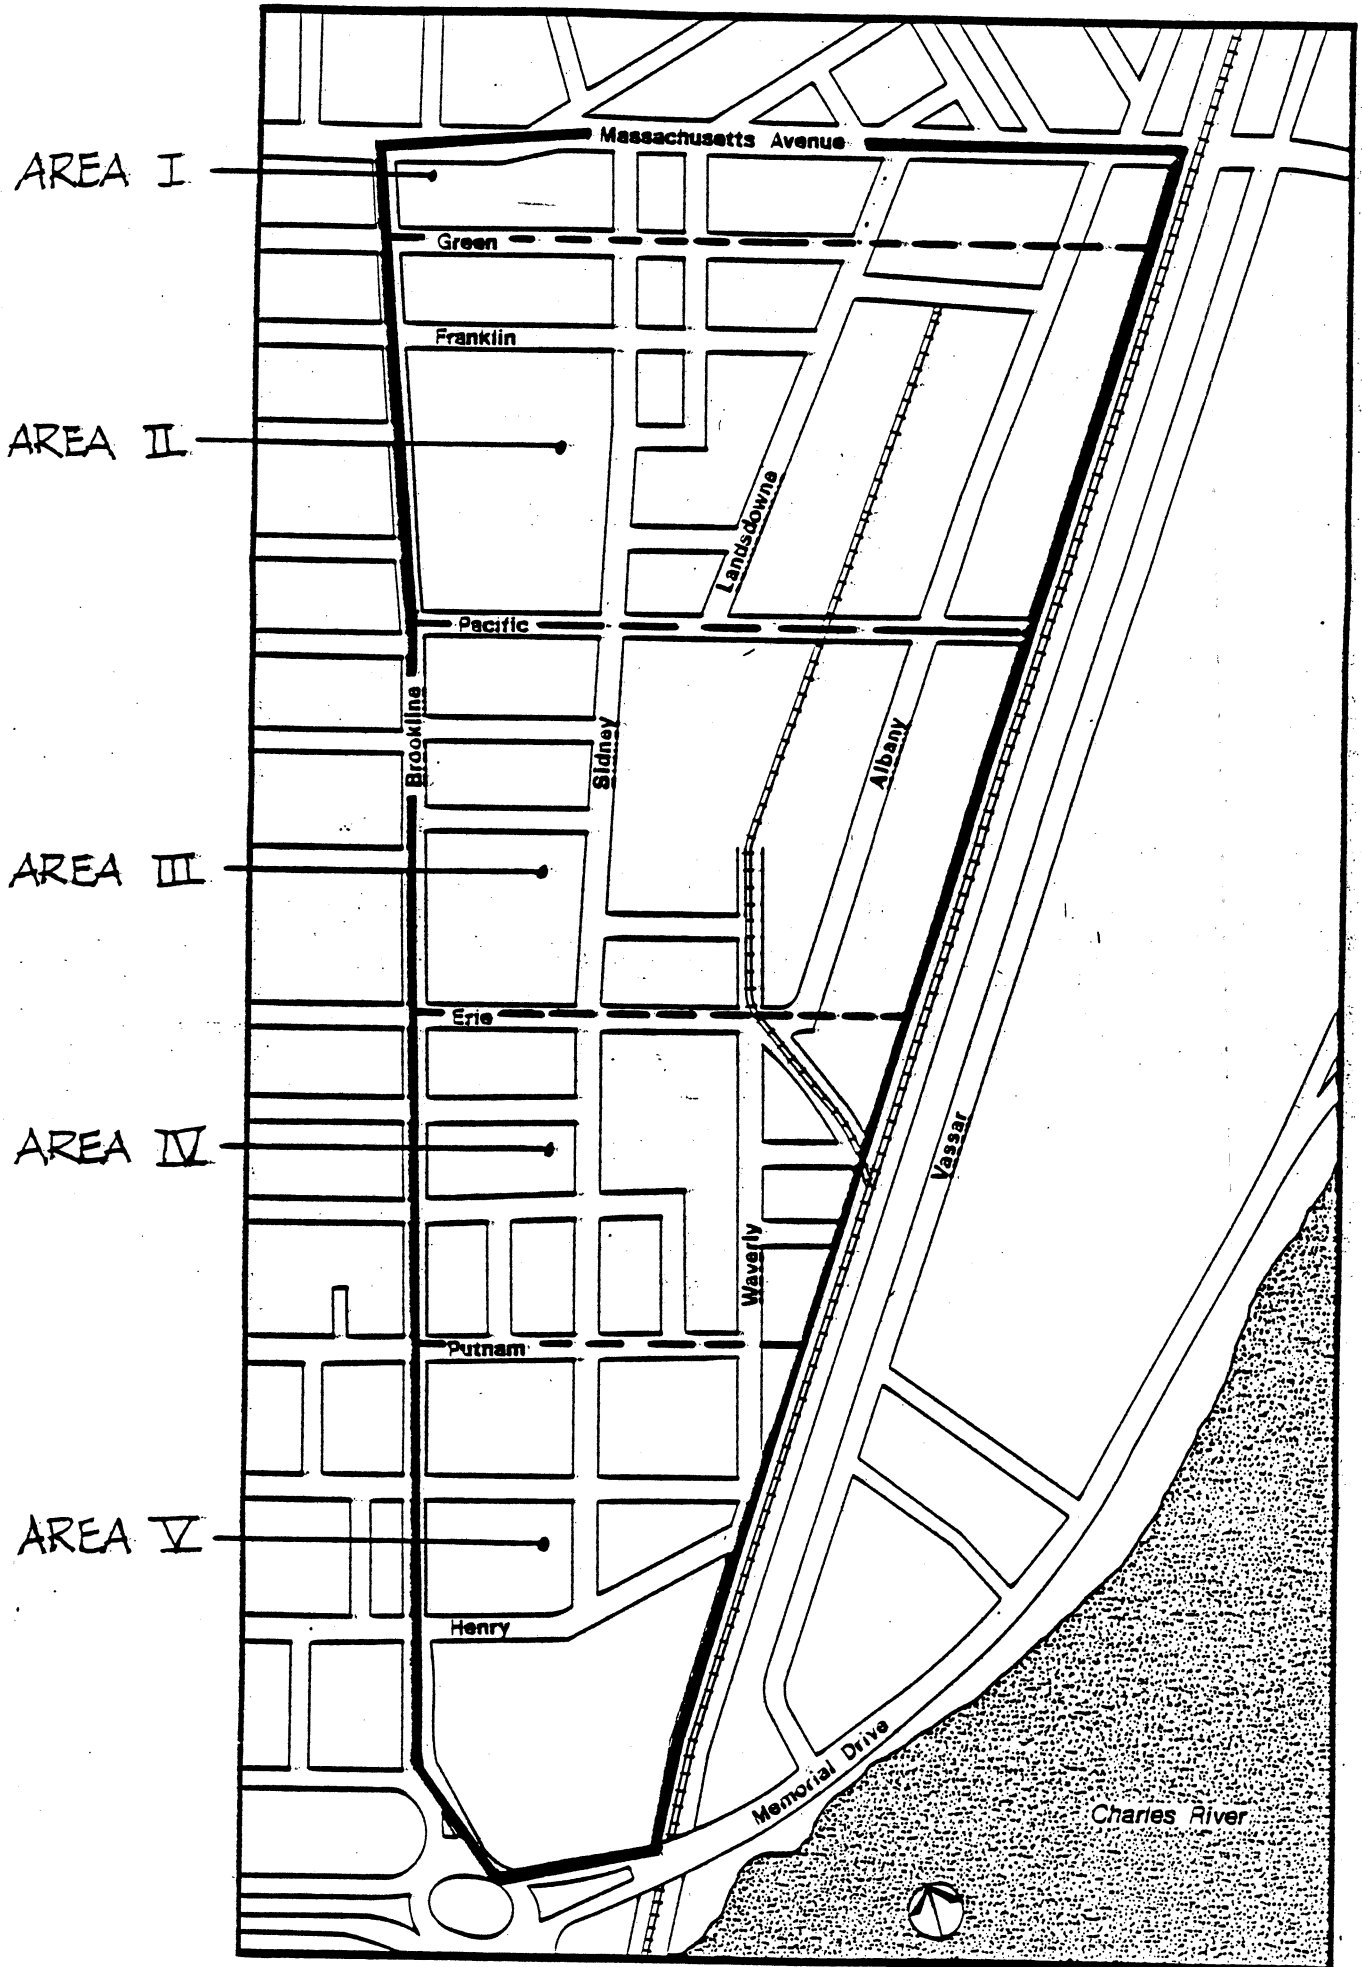 Massachusetts Avenue
AREA I
Green
Franklin
AREA II
Landsdowne
Pacific
Brookline
Sidney
Albany
AREA III
Erie
AREA IV
Vassar
Waverly
Putnam
AREA V
Henry
Memorial Drive
Charles River